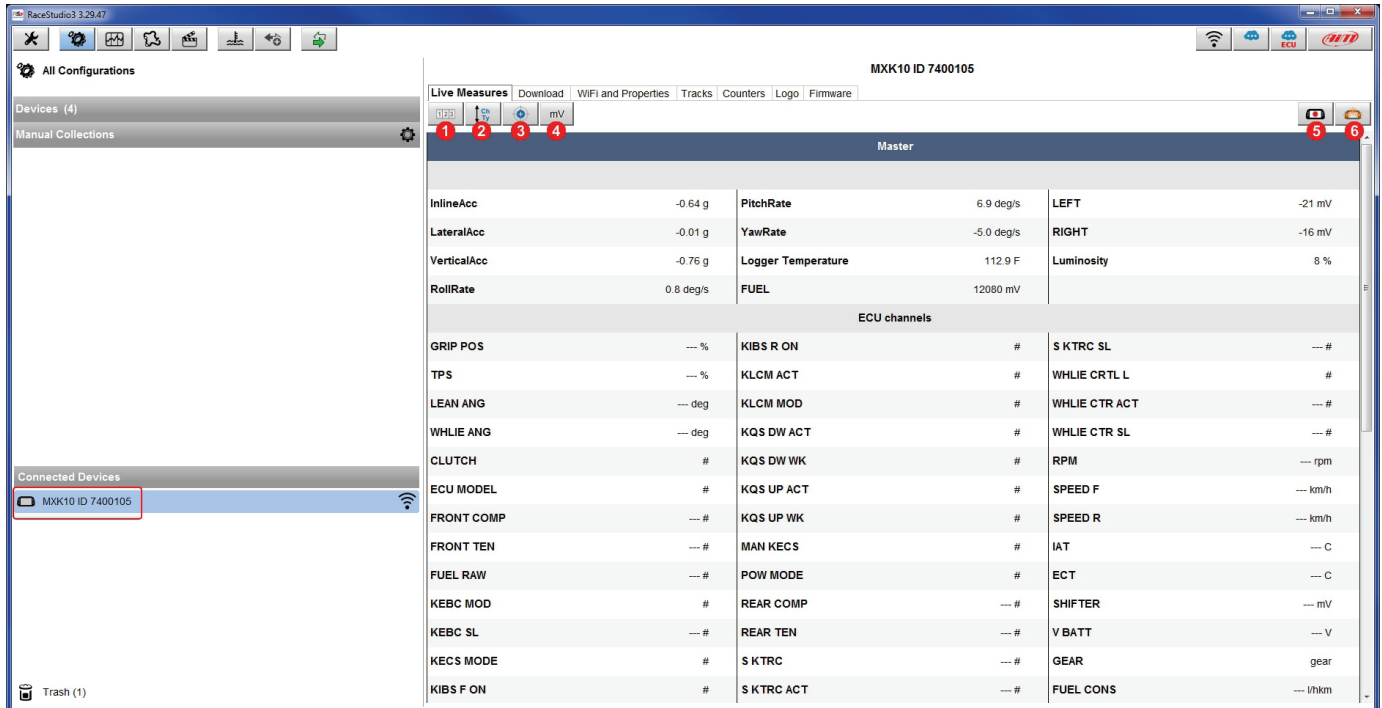 RaceStudio3 3.29.47
ECU
AiM
All Configurations
MXK10 ID 7400105
Live Measures Download WiFi and Properties Tracks Counters Logo Firmware
Devices (4)
123 Ch Ty mV
Manual Collections
1 2 3 4 5 6
Master
InlineAcc -0.64 g PitchRate 6.9 deg/s LEFT -21 mV
LateralAcc -0.01 g YawRate -5.0 deg/s RIGHT -16 mV
VerticalAcc -0.76 g Logger Temperature 112.9 F Luminosity 8 %
RollRate 0.8 deg/s FUEL 12080 mV
ECU channels
GRIP POS --- % KIBS R ON # S KTRC SL --- #
TPS --- % KLCM ACT # WHLIE CRTL L #
LEAN ANG --- deg KLCM MOD # WHLIE CTR ACT --- #
WHLIE ANG --- deg KQS DW ACT # WHLIE CTR SL --- #
CLUTCH # KQS DW WK # RPM --- rpm
Connected Devices
ECU MODEL # KQS UP ACT # SPEED F --- km/h
MXK10 ID 7400105
FRONT COMP --- # KQS UP WK # SPEED R --- km/h
FRONT TEN --- # MAN KECS # IAT --- C
FUEL RAW --- # POW MODE # ECT --- C
KEBC MOD # REAR COMP --- # SHIFTER --- mV
KEBC SL --- # REAR TEN --- # V BATT --- V
KECS MODE # S KTRC --- # GEAR gear
KIBS F ON # S KTRC ACT --- # FUEL CONS --- l/hkm
Trash (1)